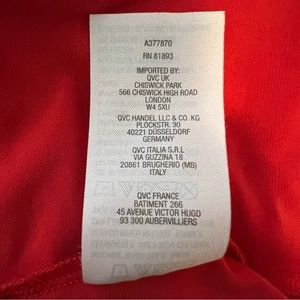 A377870
RN 81893
IMPORTED BY:
QVC UK
CHISWICK PARK
566 CHISWICK HIGH ROAD
LONDON
W4 5XU
QVC HANDEL LLC & CO. KG
PLOCKSTR. 30
40221 DÜSSELDORF
GERMANY
QVC ITALIA S.R.L
VIA GUZZINA 18
20861 BRUGHERIO (MB)
ITALY
QVC FRANCE
BATIMENT 266
45 AVENUE VICTOR HUGO
93 300 AUBERVILLIERS